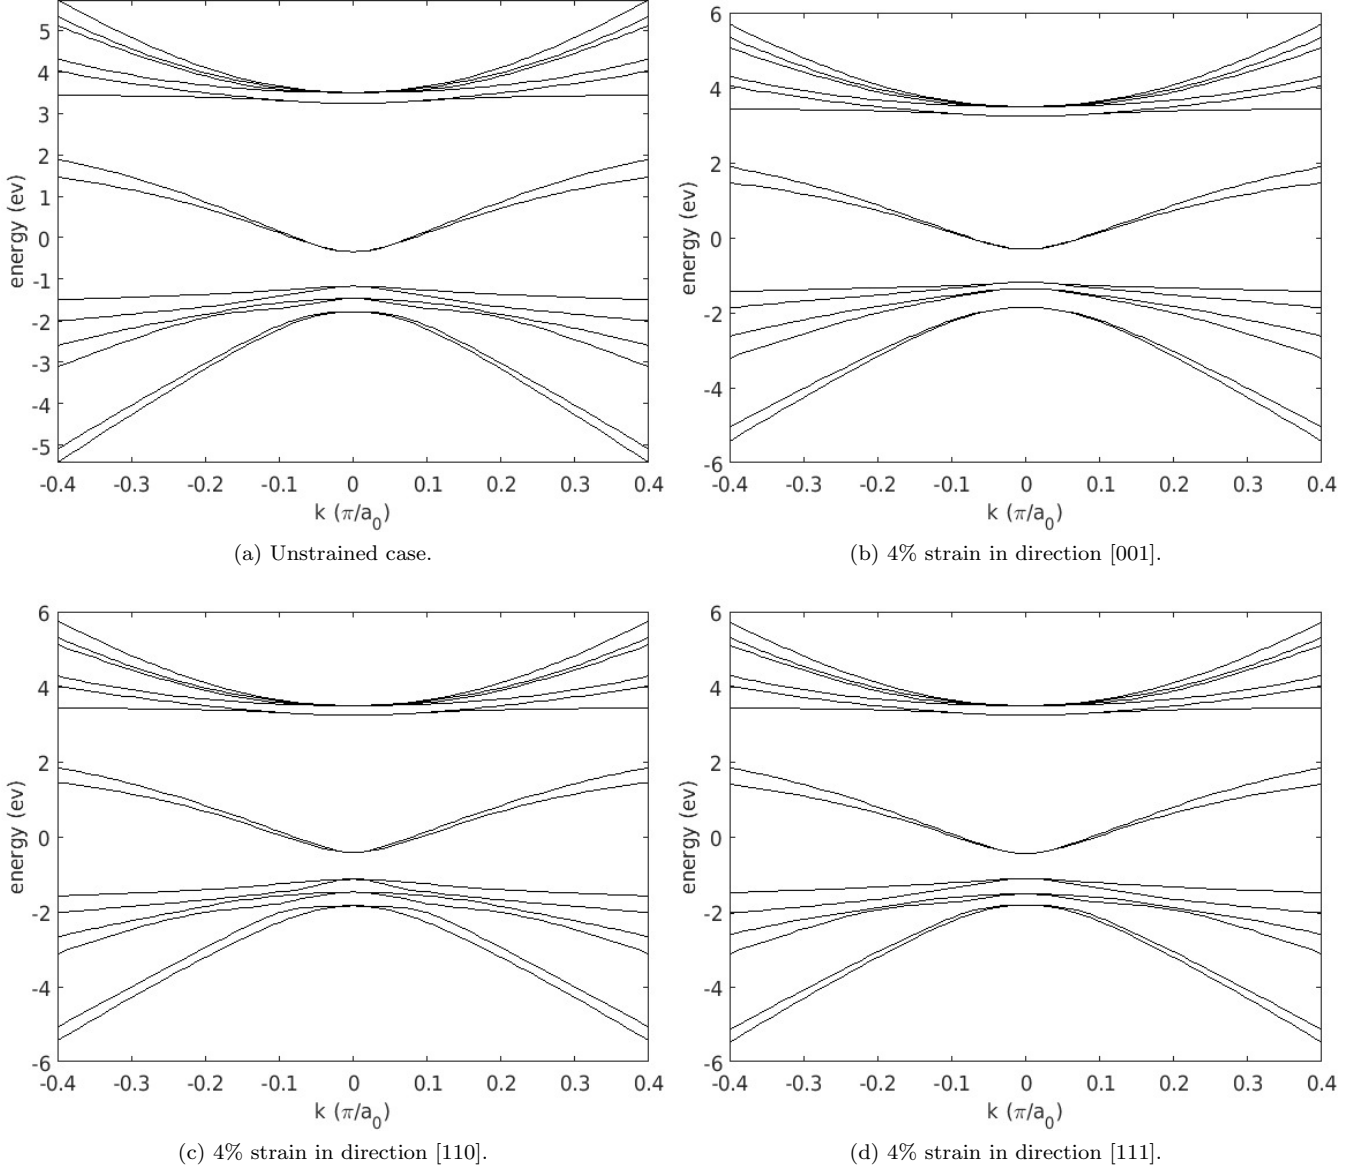 5
4
3
2
1
0
-1
-2
-3
-4
-5
energy (ev)
-0.4 -0.3 -0.2 -0.1 0 0.1 0.2 0.3 0.4
k (π/a0)
(a) Unstrained case.
6
4
2
0
-2
-4
-6
energy (ev)
-0.4 -0.3 -0.2 -0.1 0 0.1 0.2 0.3 0.4
k (π/a0)
(b) 4% strain in direction [001].
6
4
2
0
-2
-4
-6
energy (ev)
-0.4 -0.3 -0.2 -0.1 0 0.1 0.2 0.3 0.4
k (π/a0)
(c) 4% strain in direction [110].
6
4
2
0
-2
-4
-6
energy (ev)
-0.4 -0.3 -0.2 -0.1 0 0.1 0.2 0.3 0.4
k (π/a0)
(d) 4% strain in direction [111].